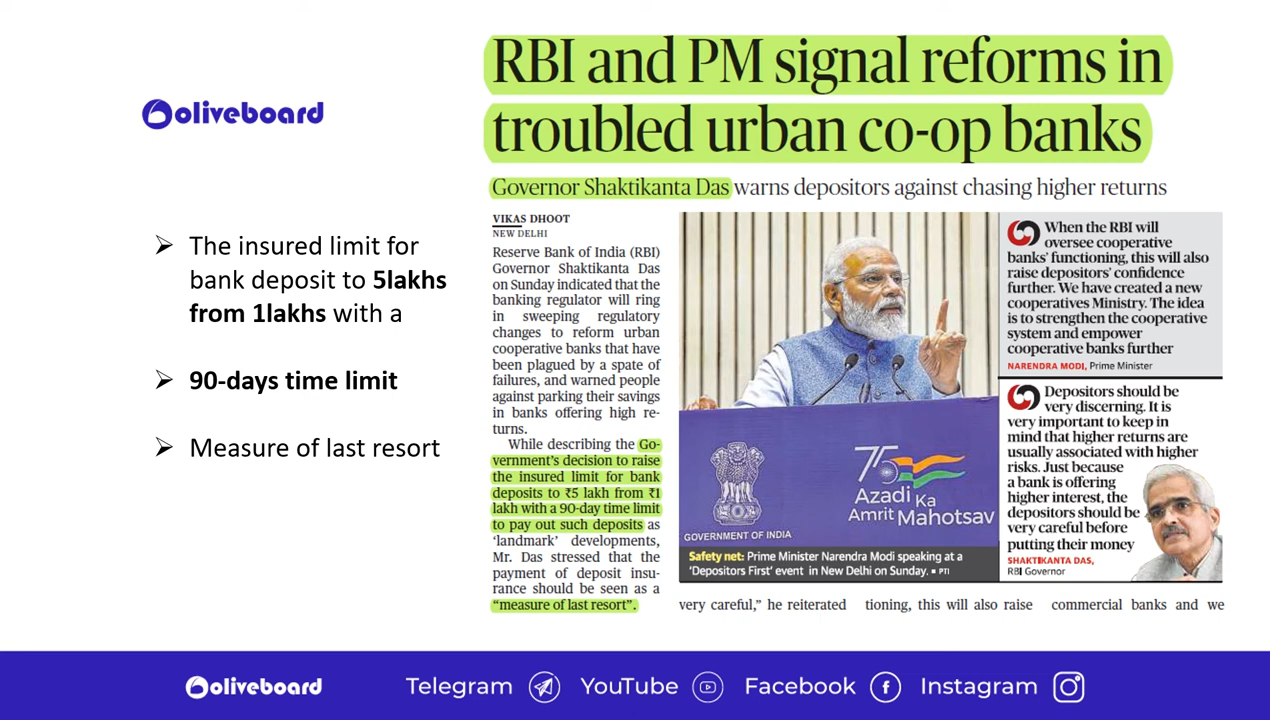 oliveboard
RBI and PM signal reforms in
troubled urban co-op banks
Governor Shaktikanta Das warns depositors against chasing higher returns
➢ The insured limit for
bank deposit to 5lakhs
from 1lakhs with a
➢ 90-days time limit
➢ Measure of last resort
VIKAS DHOOT
NEW DELHI
Reserve Bank of India (RBI)
Governor Shaktikanta Das
on Sunday indicated that the
banking regulator will ring
in sweeping regulatory
changes to reform urban
cooperative banks that have
been plagued by a spate of
failures, and warned people
against parking their savings
in banks offering high re-
turns.
While describing the Go-
vernment's decision to raise
the insured limit for bank
deposits to ₹5 lakh from ₹1
lakh with a 90-day time limit
to pay out such deposits as
‘landmark’ developments,
Mr. Das stressed that the
payment of deposit insu-
rance should be seen as a
“measure of last resort”.
75
Azadi Ka
Amrit Mahotsav
GOVERNMENT OF INDIA
Safety net: Prime Minister Narendra Modi speaking at a
‘Depositors First’ event in New Delhi on Sunday. ▪ PTI
When the RBI will
oversee cooperative
banks' functioning, this will also
raise depositors' confidence
further. We have created a new
cooperatives Ministry. The idea
is to strengthen the cooperative
system and empower
cooperative banks further
NARENDRA MODI, Prime Minister
Depositors should be
very discerning. It is
very important to keep in
mind that higher returns are
usually associated with higher
risks. Just because
a bank is offering
higher interest, the
depositors should be
very careful before
putting their money
SHAKTIKANTA DAS,
RBI Governor
very careful,” he reiterated
tioning, this will also raise
commercial banks and we
oliveboard Telegram YouTube Facebook Instagram